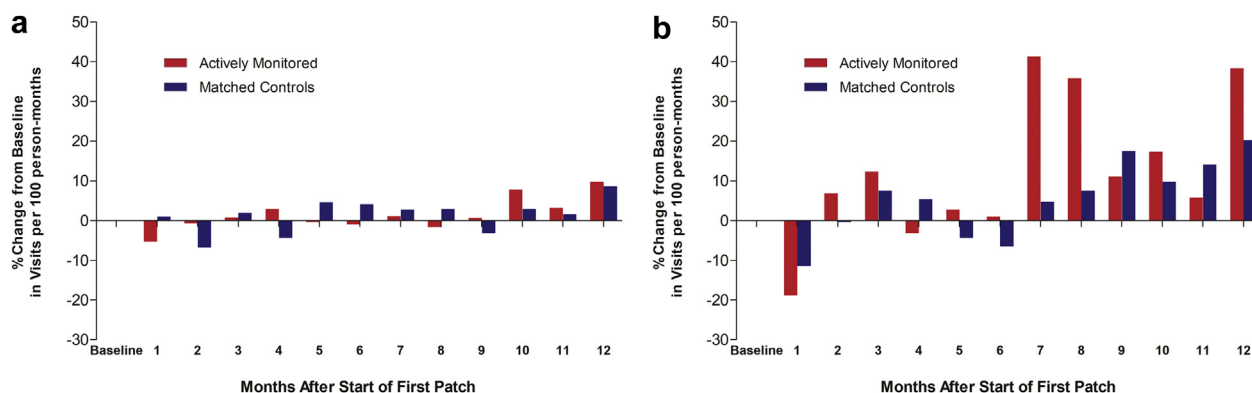 a
50
40
30
20
10
0
-10
-20
-30
%Change from Baseline
in Visits per 100 person-months
Actively Monitored
Matched Controls
Baseline 1 2 3 4 5 6 7 8 9 10 11 12
Months After Start of First Patch
b
50
40
30
20
10
0
-10
-20
-30
%Change from Baseline
in Visits per 100 person-months
Actively Monitored
Matched Controls
Baseline 1 2 3 4 5 6 7 8 9 10 11 12
Months After Start of First Patch